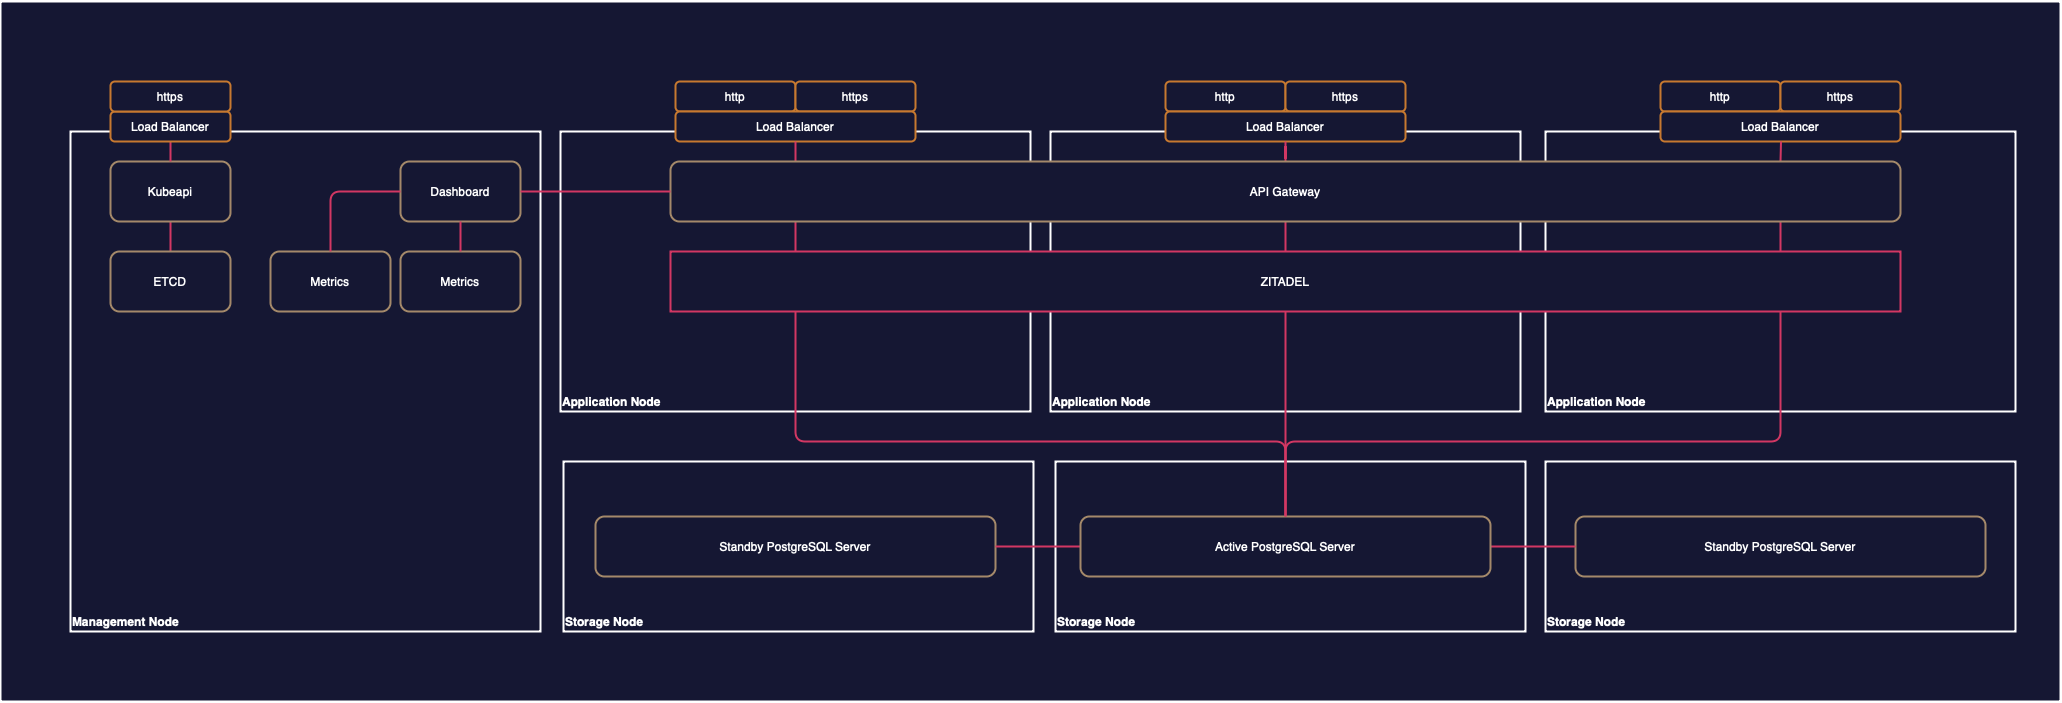 https
Load Balancer
http
https
Load Balancer
http
https
Load Balancer
http
https
Load Balancer
Kubeapi
Dashboard
API Gateway
ETCD
Metrics
Metrics
ZITADEL
Application Node
Application Node
Application Node
Standby PostgreSQL Server
Active PostgreSQL Server
Standby PostgreSQL Server
Management Node
Storage Node
Storage Node
Storage Node